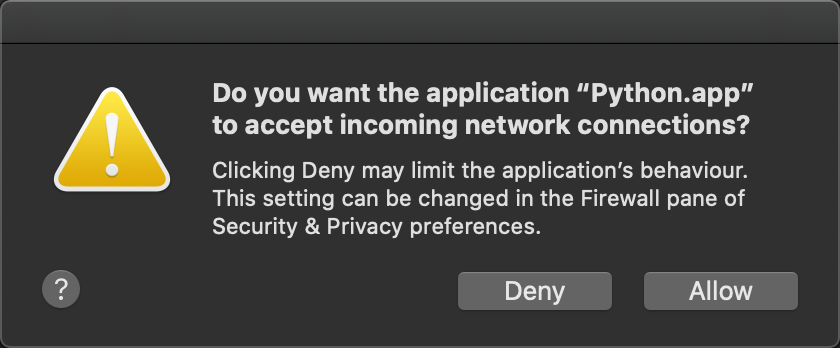 Do you want the application “Python.app”
to accept incoming network connections?
Clicking Deny may limit the application’s behaviour.
This setting can be changed in the Firewall pane of
Security & Privacy preferences.
?
Deny
Allow